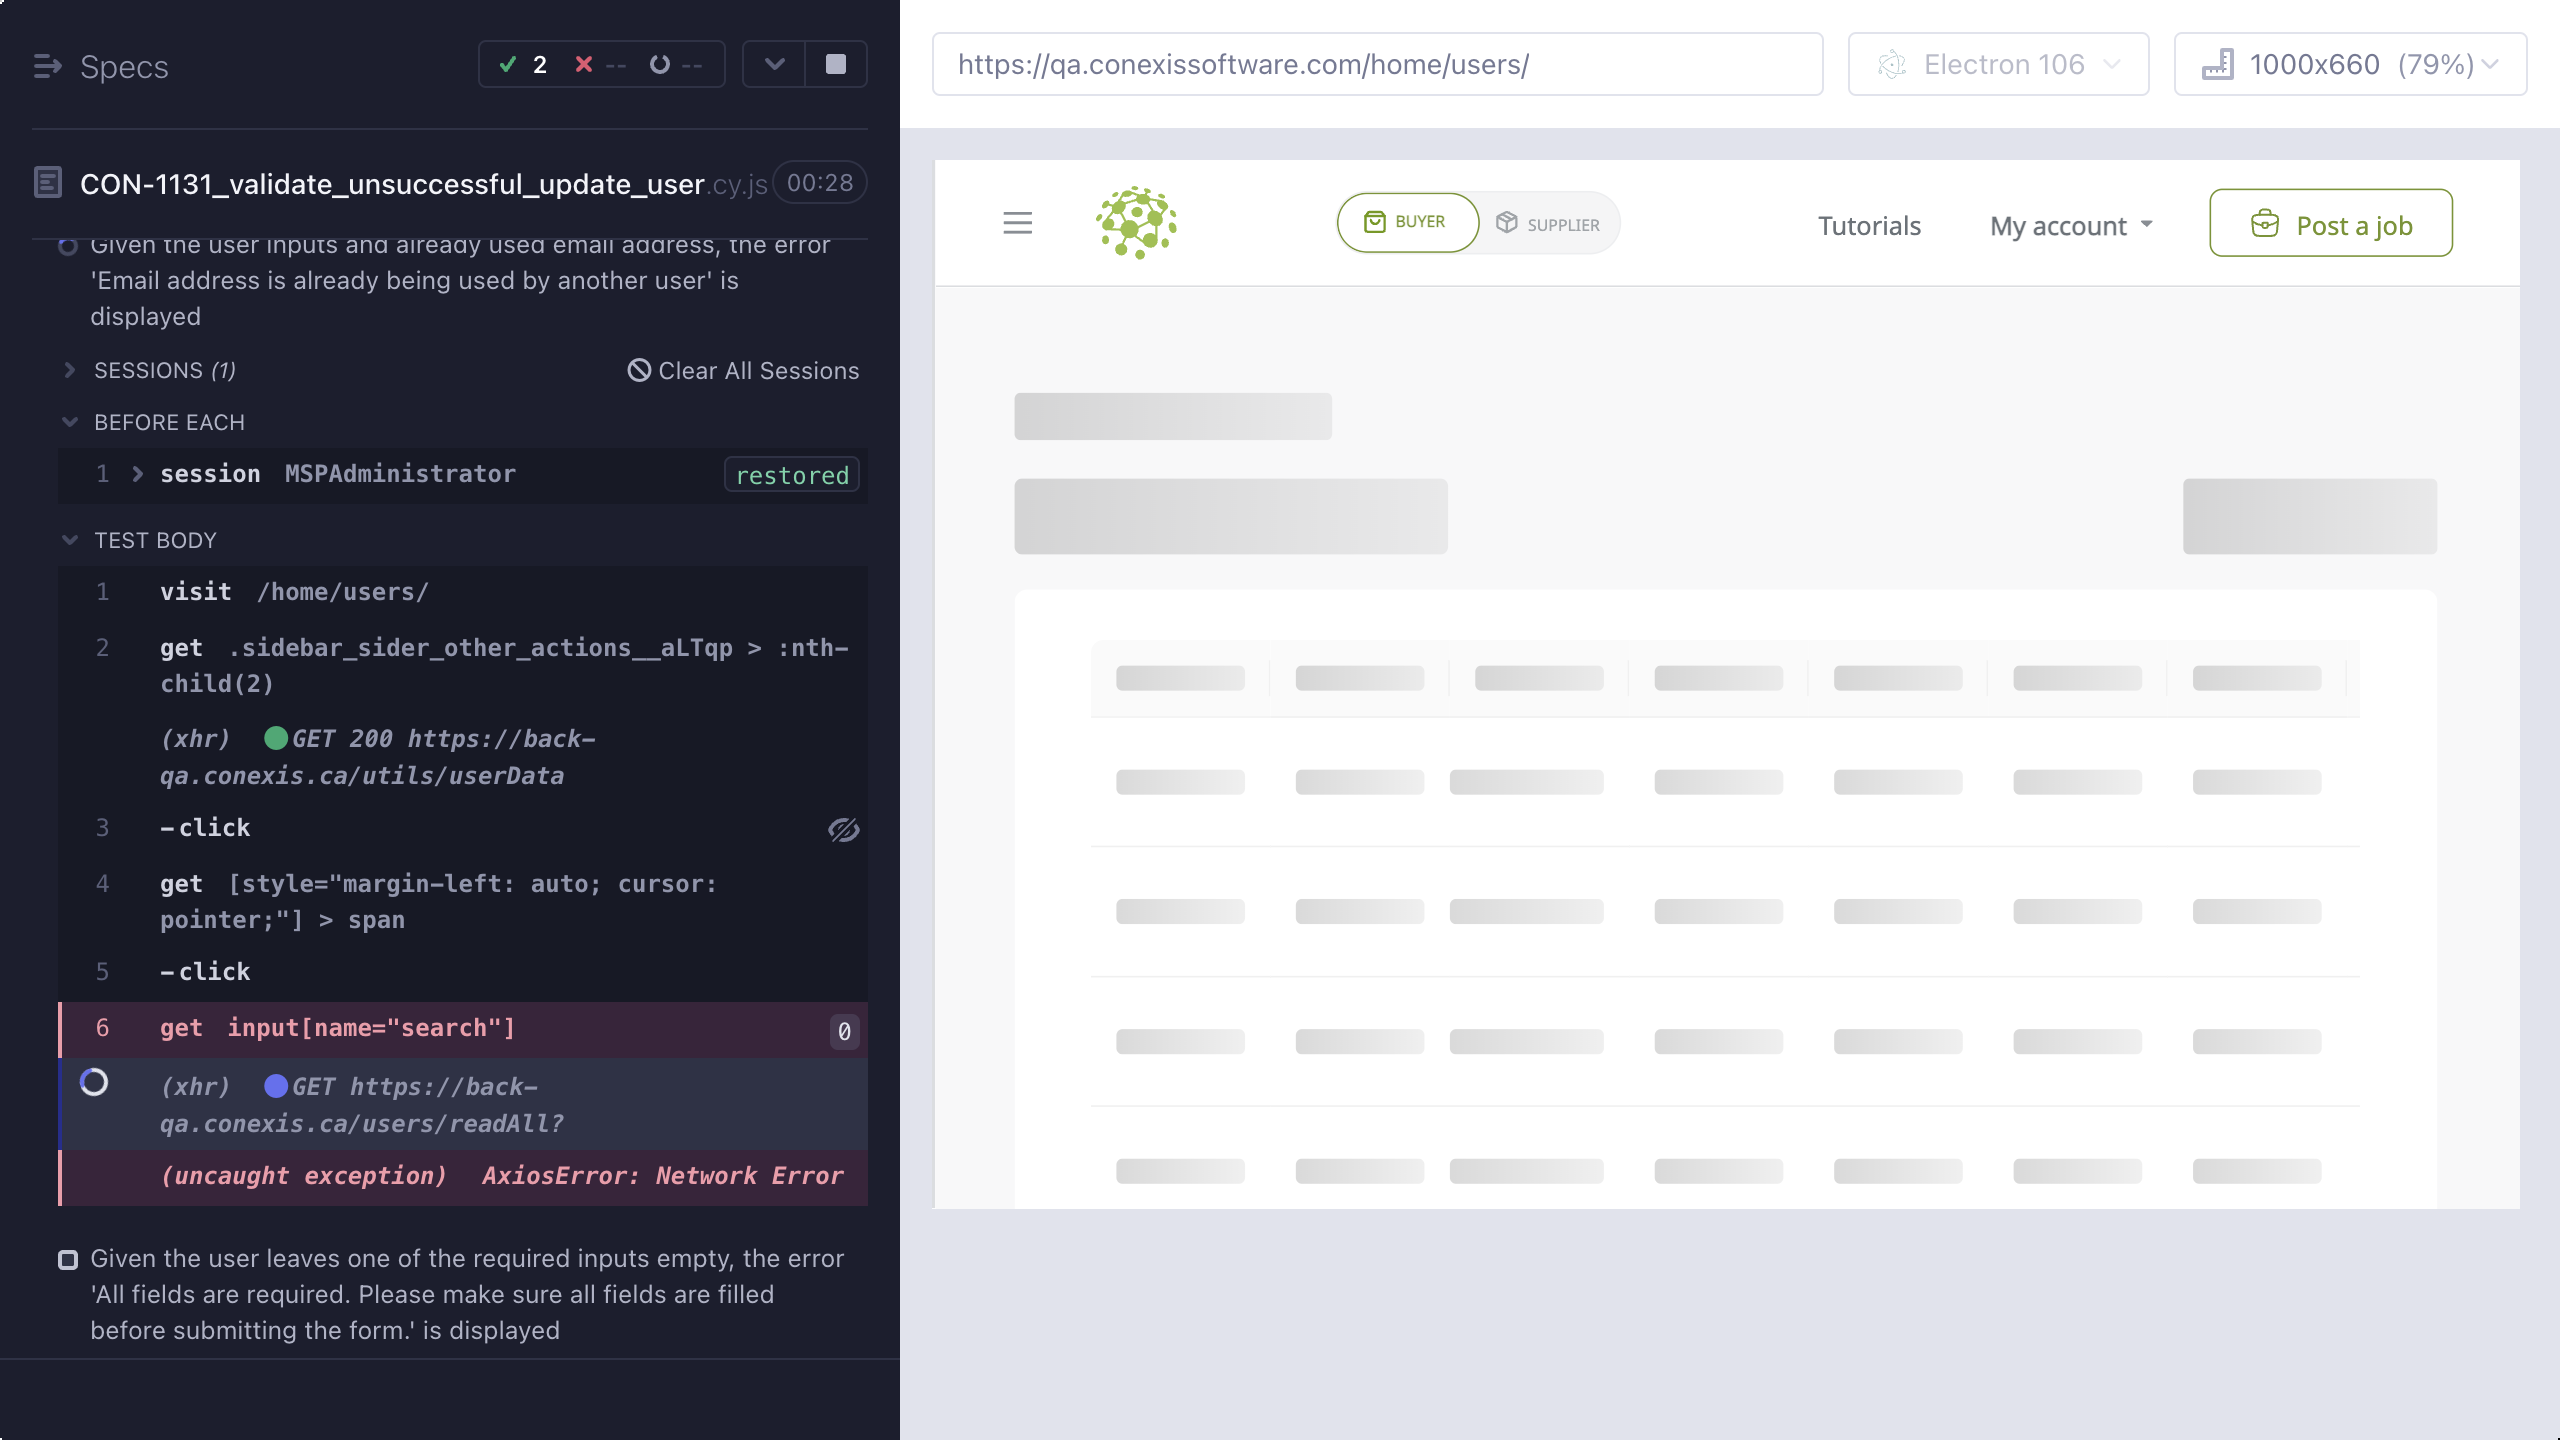 Specs
2 -- --
CON-1131_validate_unsuccessful_update_user.cy.js 00:28
Given the user inputs and already used email address, the error
'Email address is already being used by another user' is
displayed
SESSIONS (1) Clear All Sessions
BEFORE EACH
1 session MSPAdministrator restored
TEST BODY
1 visit /home/users/
2 get .sidebar_sider_other_actions__aLTqp > :nth-
child(2)
(xhr) GET 200 https://back-
qa.conexis.ca/utils/userData
3 -click
4 get [style="margin-left: auto; cursor:
pointer;"] > span
5 -click
6 get input[name="search"] 0
(xhr) GET https://back-
qa.conexis.ca/users/readAll?
(uncaught exception) AxiosError: Network Error
Given the user leaves one of the required inputs empty, the error
'All fields are required. Please make sure all fields are filled
before submitting the form.' is displayed
https://qa.conexissoftware.com/home/users/ Electron 106 1000x660 (79%)
BUYER SUPPLIER Tutorials My account Post a job